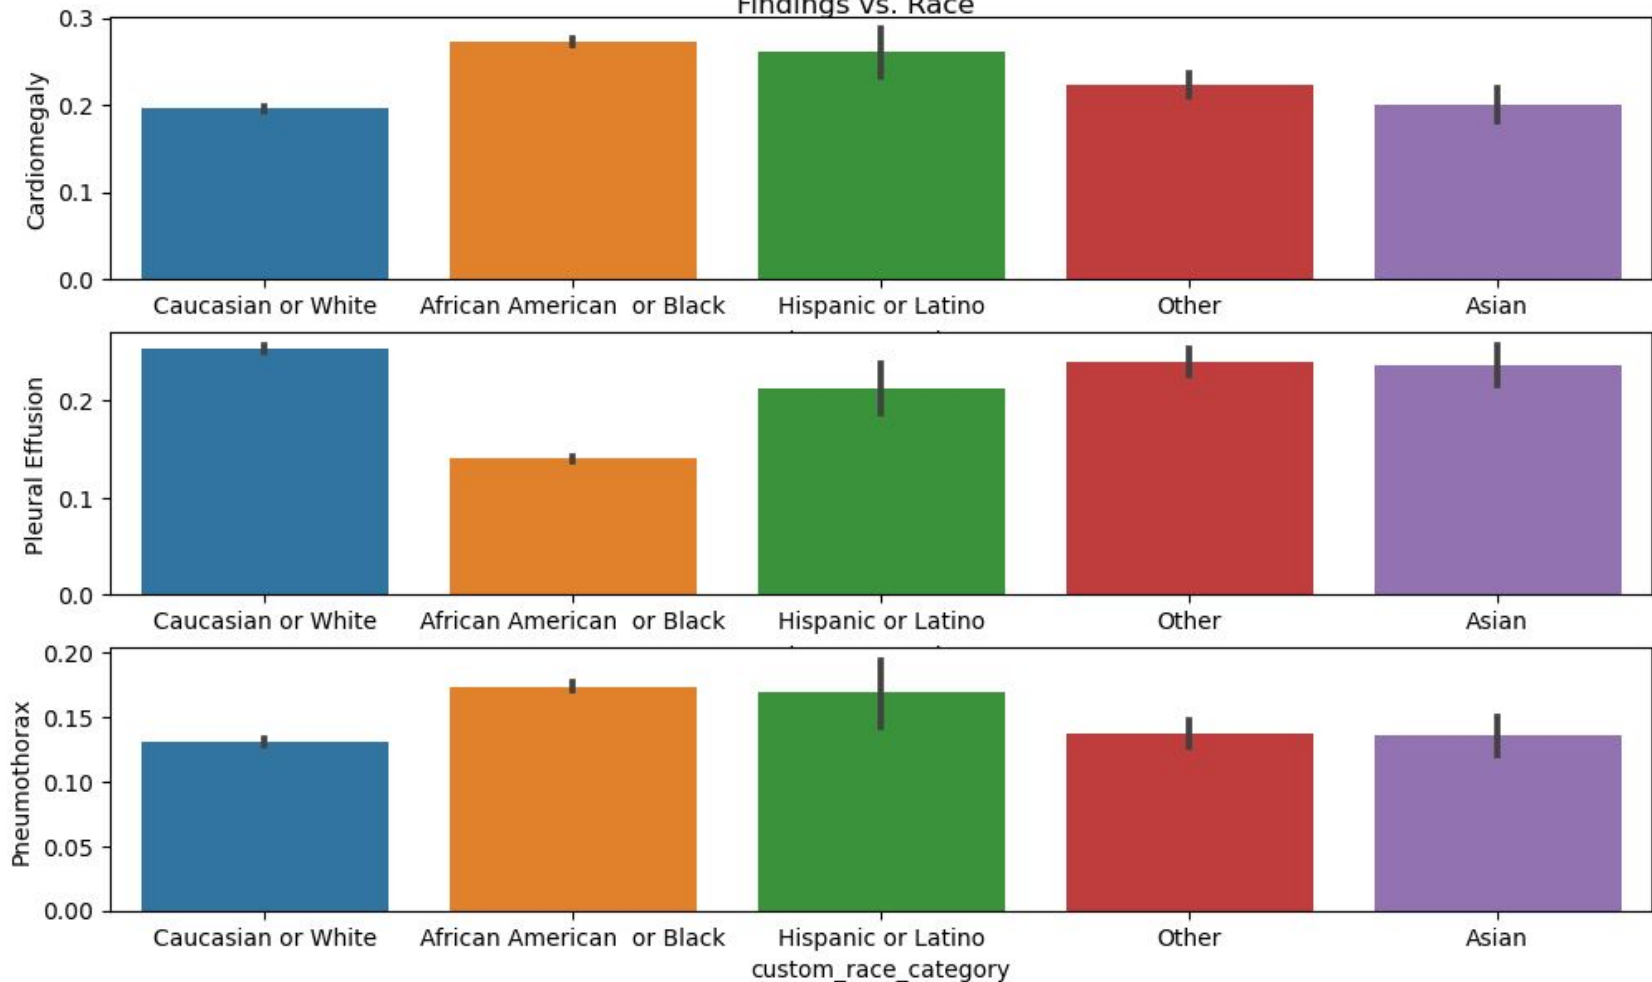 Findings vs. Race
0.3
0.2
0.1
0.0
Cardiomegaly
Caucasian or White African American  or Black Hispanic or Latino Other Asian
0.2
0.1
0.0
Pleural Effusion
Caucasian or White African American  or Black Hispanic or Latino Other Asian
0.20
0.15
0.10
0.05
0.00
Pneumothorax
Caucasian or White African American  or Black Hispanic or Latino Other Asian
custom_race_category